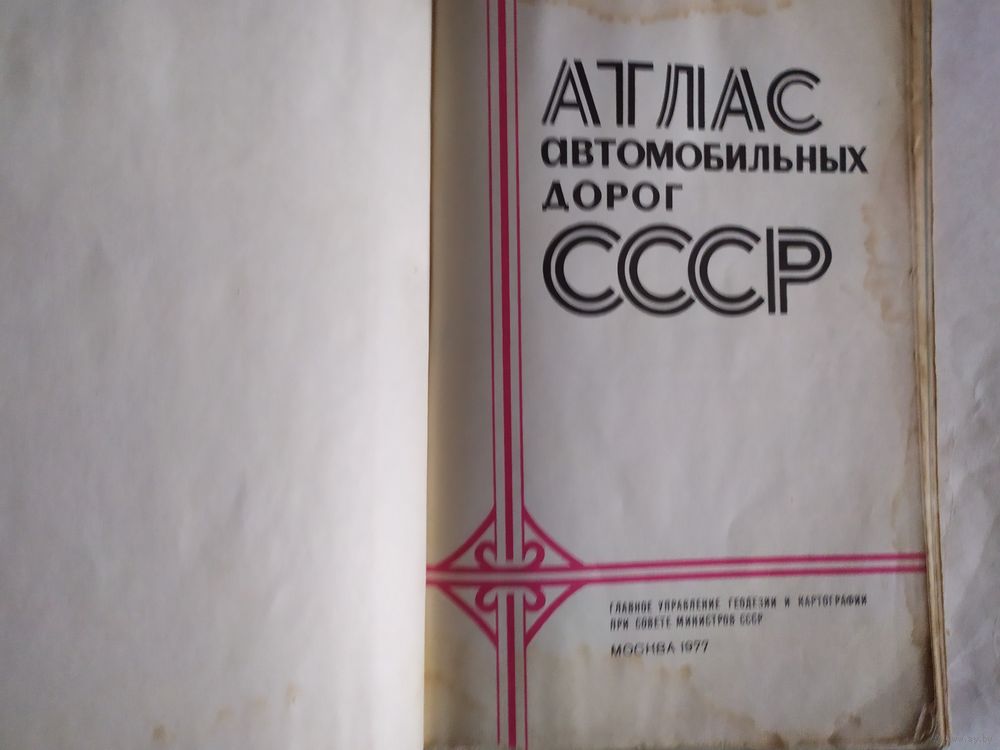 АТЛАС
автомобильных
дорог
СССР
ГЛАВНОЕ УПРАВЛЕНИЕ ГЕОДЕЗИИ И КАРТОГРАФИИ
ПРИ СОВЕТЕ МИНИСТРОВ СССР
МОСКВА 1977